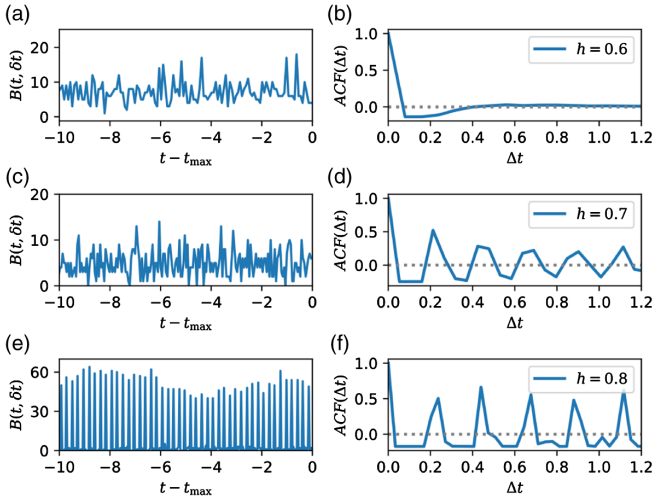 (a)
B(t, δt)
20
10
0
−10 −8 −6 −4 −2 0
t − tmax
(b)
ACF(Δt)
1.0
0.5
0.0
h = 0.6
0.0 0.2 0.4 0.6 0.8 1.0 1.2
Δt
(c)
B(t, δt)
20
10
0
−10 −8 −6 −4 −2 0
t − tmax
(d)
ACF(Δt)
1.0
0.5
0.0
h = 0.7
0.0 0.2 0.4 0.6 0.8 1.0 1.2
Δt
(e)
B(t, δt)
60
30
0
−10 −8 −6 −4 −2 0
t − tmax
(f)
ACF(Δt)
1.0
0.5
0.0
h = 0.8
0.0 0.2 0.4 0.6 0.8 1.0 1.2
Δt